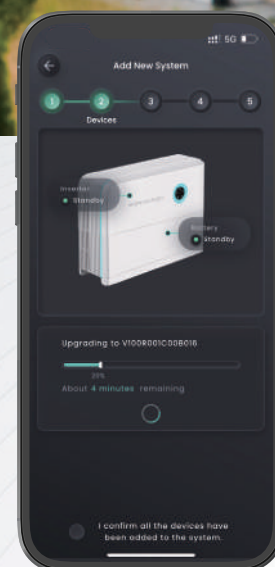 5G
Add New System
1 2 3 4 5
Devices
Inverter
Standby
Battery
Standby
Upgrading to V100R001C00B016
20%
About 4 minutes remaining
I confirm all the devices have
been added to the system.